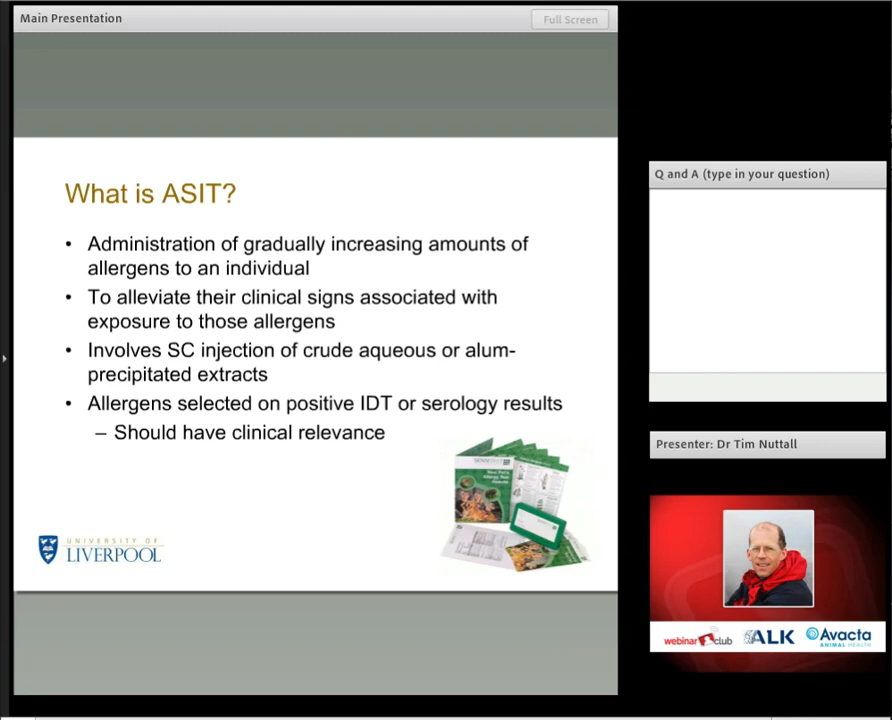 Main Presentation
Full Screen
What is ASIT?
• Administration of gradually increasing amounts of
allergens to an individual
• To alleviate their clinical signs associated with
exposure to those allergens
• Involves SC injection of crude aqueous or alum-
precipitated extracts
• Allergens selected on positive IDT or serology results
– Should have clinical relevance
UNIVERSITY OF
LIVERPOOL
Q and A (type in your question)
Presenter: Dr Tim Nuttall
webinar club
ALK
Avacta
ANIMAL HEALTH